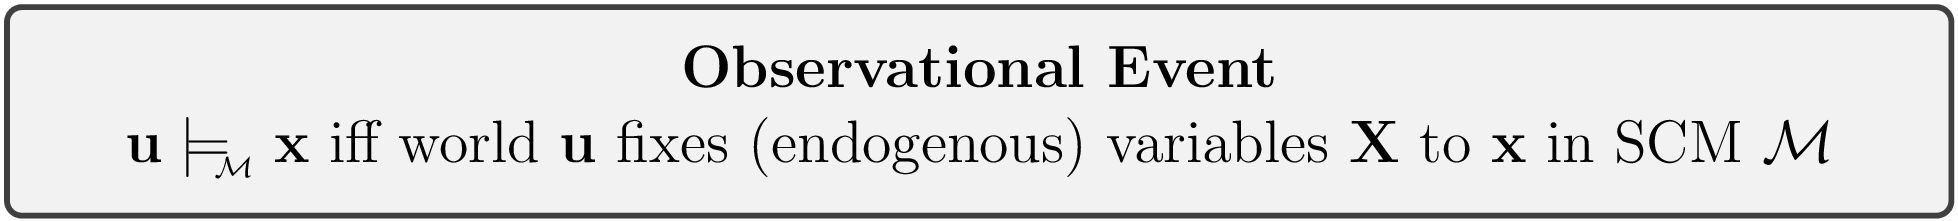 Observational Event
u ⊨_ℳ x iff world u fixes (endogenous) variables X to x in SCM ℳ